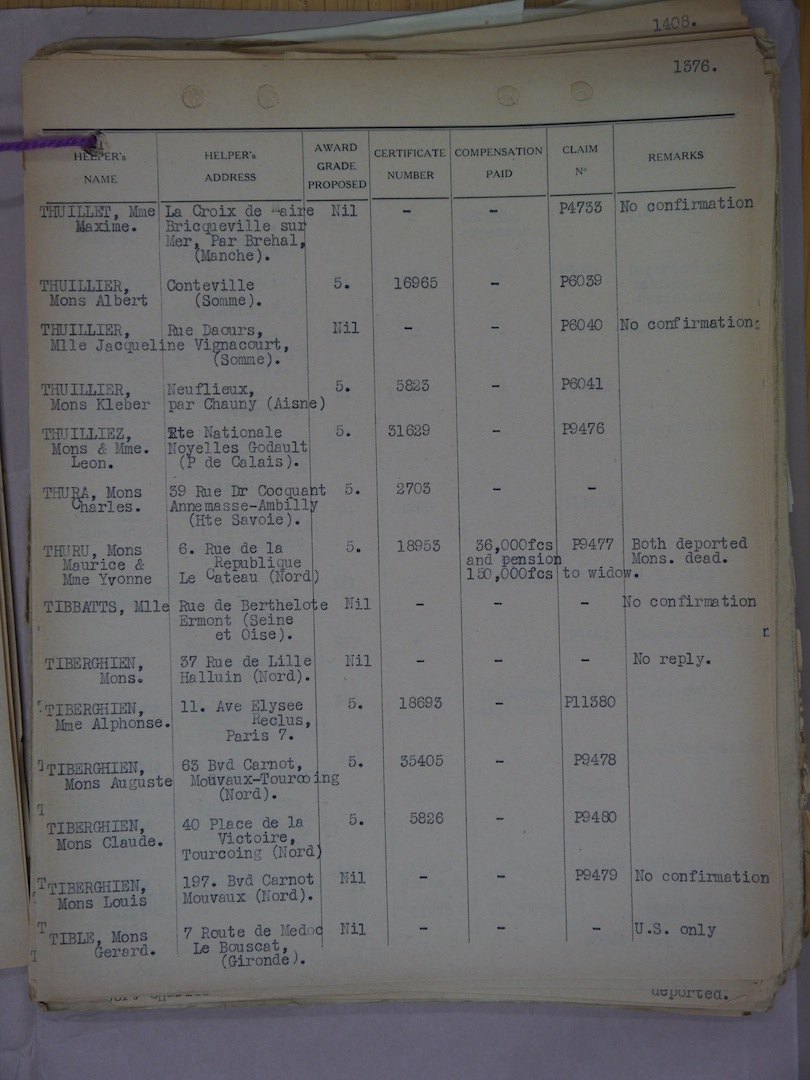 1408.
1376.
HELPER's NAME HELPER's ADDRESS AWARD GRADE PROPOSED CERTIFICATE NUMBER COMPENSATION PAID CLAIM No REMARKS
THUILLET, Mme La Croix de aire Nil - - P4733 No confirmation
Maxime. Bricqueville sur
Mer, Par Brehal,
(Manche).
THUILLIER, Conteville 5. 16965 - P6039
Mons Albert (Somme).
THUILLIER, Rue Daours, Nil - - P6040 No confirmation
Mlle Jacqueline Vignacourt,
(Somme).
THUILLIER, Neuflieux, 5. 5823 - P6041
Mons Kleber par Chauny (Aisne)
THUILLIEZ, Rte Nationale 5. 31629 - P9476
Mons & Mme. Noyelles Godault
Leon. (P de Calais).
THURA, Mons 39 Rue Dr Cocquant 5. 2703 - -
Charles. Annemasse-Ambilly
(Hte Savoie).
THURU, Mons 6. Rue de la 5. 18953 36,000fcs P9477 Both deported
Maurice & Republique and pension Mons. dead.
Mme Yvonne Le Cateau (Nord) 150,000fcs to widow.
TIBBATTS, Mlle Rue de Berthelote Nil - - - No confirmation
Ermont (Seine
et Oise).
TIBERGHIEN, 37 Rue de Lille Nil - - - No reply.
Mons. Halluin (Nord).
TIBERGHIEN, 11. Ave Elysee 5. 18693 - P11380
Mme Alphonse. Reclus,
Paris 7.
TIBERGHIEN, 63 Bvd Carnot, 5. 35405 - P9478
Mons Auguste Mouvaux-Tourcoing
(Nord).
TIBERGHIEN, 40 Place de la 5. 5826 - P9480
Mons Claude. Victoire,
Tourcoing (Nord)
TIBERGHIEN, 197. Bvd Carnot Nil - - P9479 No confirmation
Mons Louis Mouvaux (Nord).
TIBLE, Mons 7 Route de Medoc Nil - - - U.S. only
Gerard. Le Bouscat,
(Gironde).
deported.